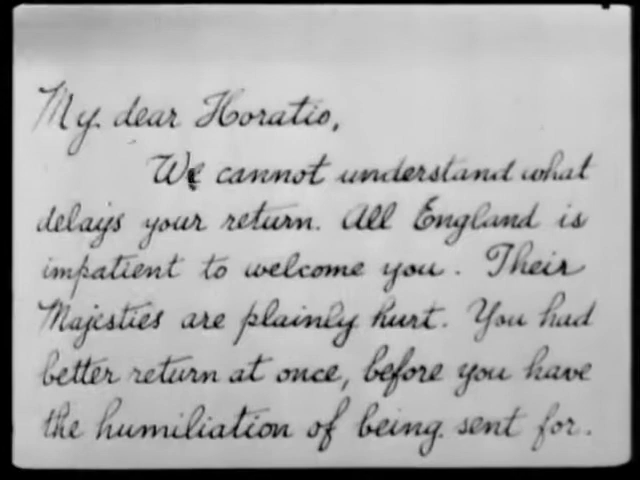 My dear Horatio,
We cannot understand what
delays your return. All England is
impatient to welcome you. Their
Majesties are plainly hurt. You had
better return at once, before you have
the humiliation of being sent for.